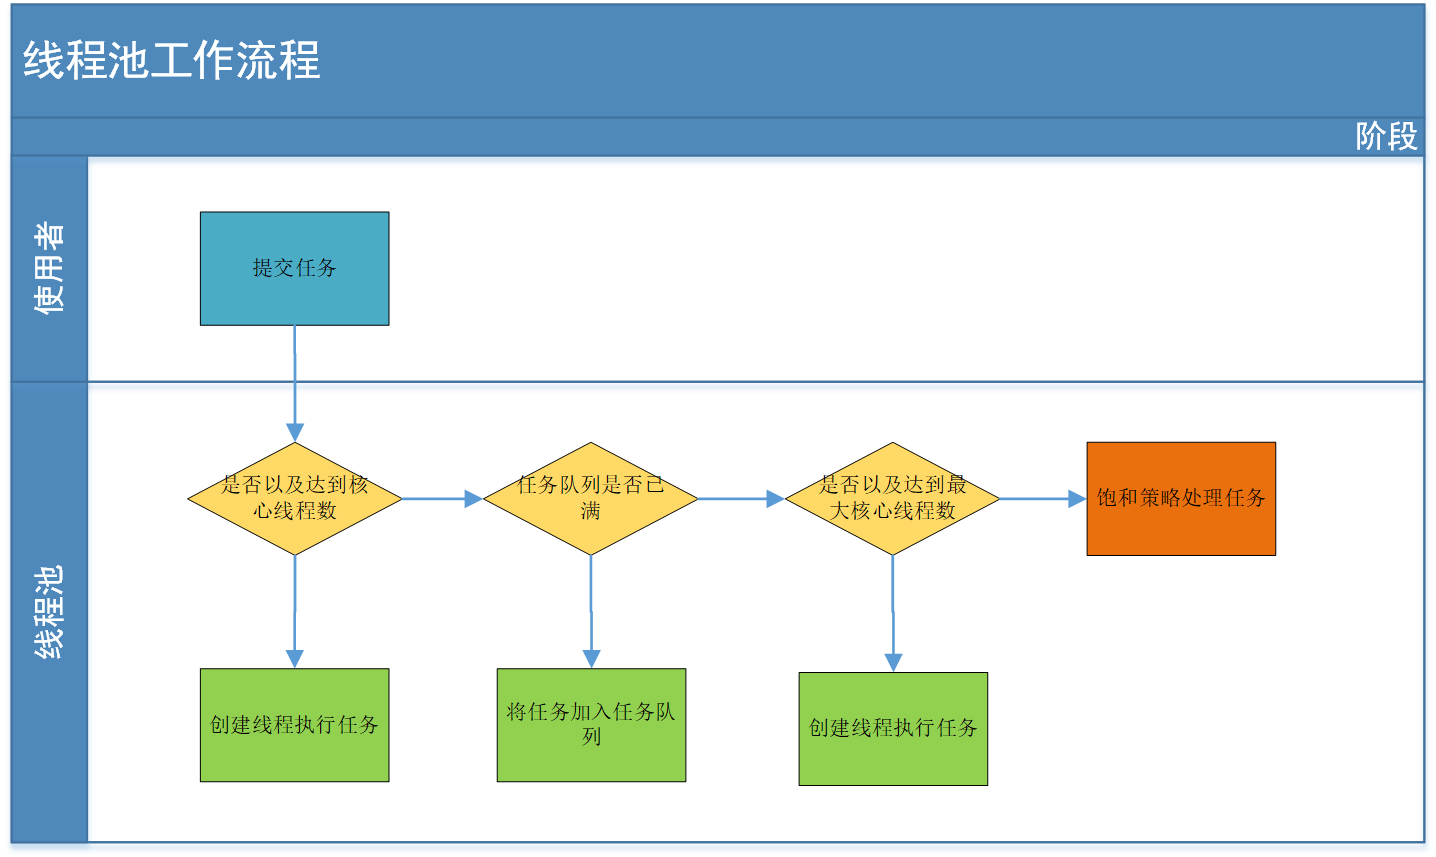 线程池工作流程
阶段
使用者
提交任务
线程池
是否以及达到核
心线程数
任务队列是否已
满
是否以及达到最
大核心线程数
饱和策略处理任务
创建线程执行任务
将任务加入任务队
列
创建线程执行任务